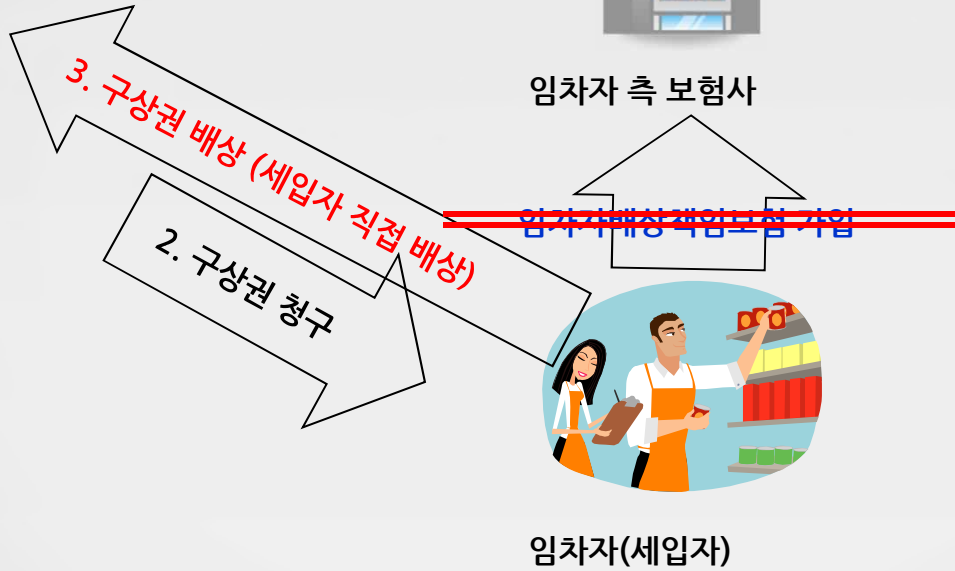 임차자 측 보험사
3. 구상권 배상 (세입자 직접 배상)
임차자배상책임보험 가입
2. 구상권 청구
임차자(세입자)